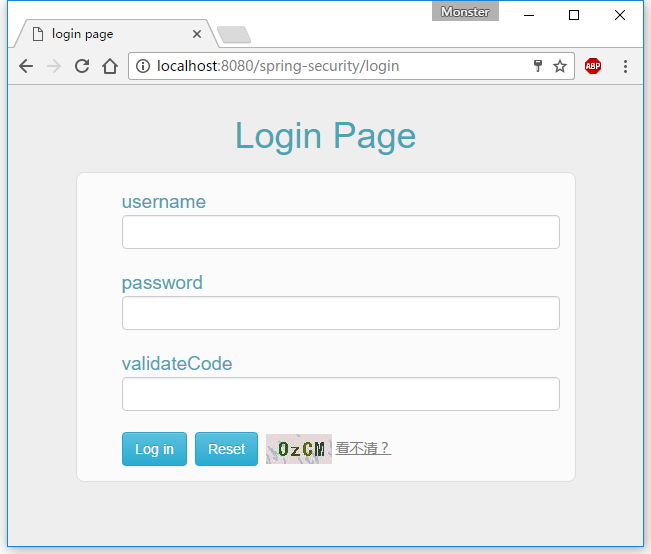 Monster
login page
localhost:8080/spring-security/login
ABP
Login Page
username
password
validateCode
Log in
Reset
OzCM
看不清？